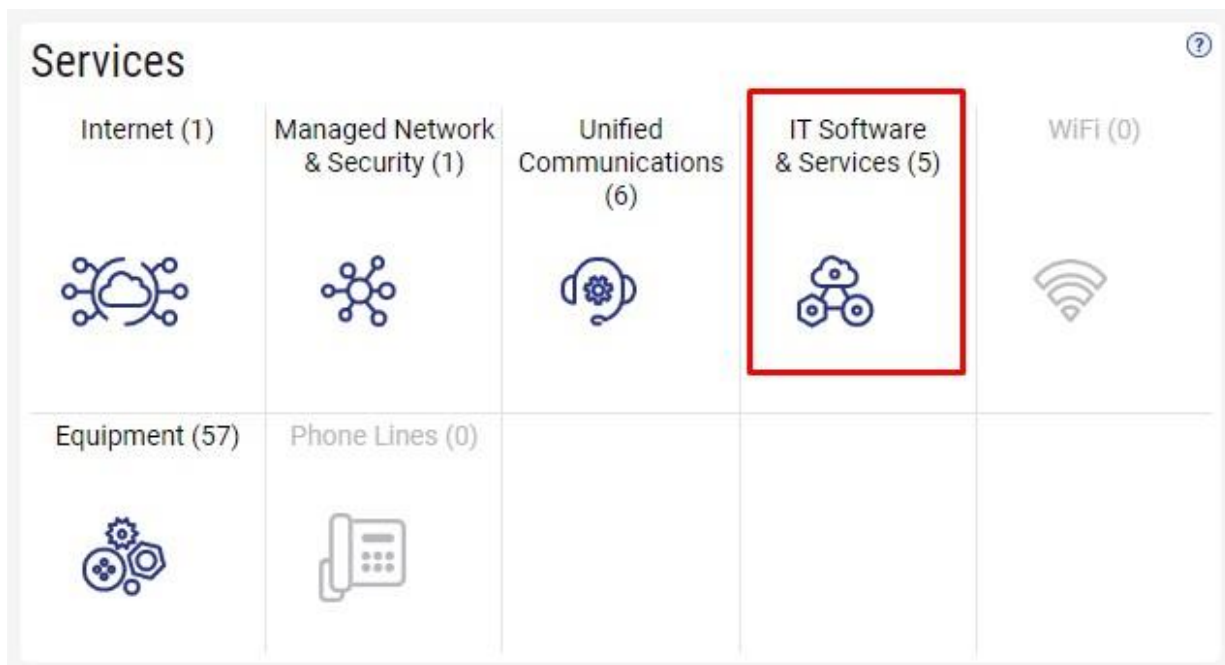 Services
?
Internet (1)
Managed Network
& Security (1)
Unified
Communications
(6)
IT Software
& Services (5)
WiFi (0)
Equipment (57)
Phone Lines (0)